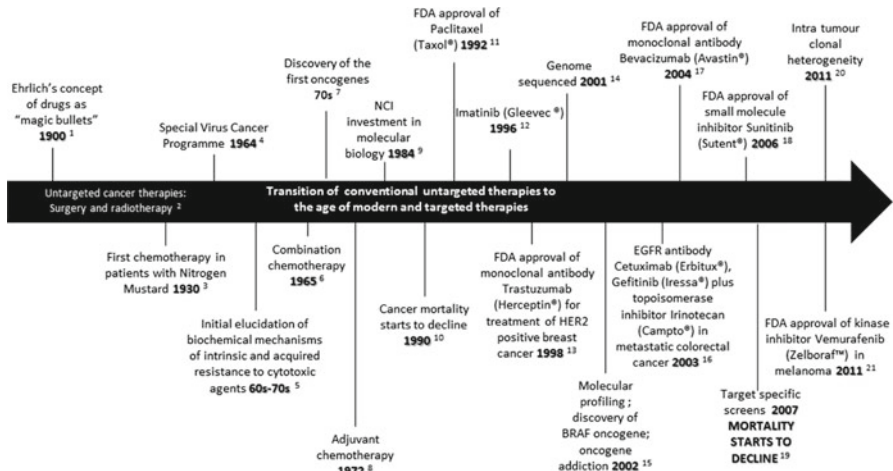 Ehrlich's concept
of drugs as
"magic bullets"
1900 1
Special Virus Cancer
Programme 1964 4
Discovery of
the first
oncogenes
70s 7
NCI
investment in
molecular
biology 1984 9
FDA approval of
Paclitaxel
(Taxol®) 1992 11
Imatinib (Gleevec ®)
1996 12
Genome
sequenced 2001 14
FDA approval of
monoclonal antibody
Bevacizumab (Avastin®)
2004 17
FDA approval of
small molecule
inhibitor Sunitinib
(Sutent®) 2006 18
Intra tumour
clonal
heterogeneity
2011 20
Untargeted cancer therapies:
Surgery and radiotherapy 2
Transition of conventional untargeted therapies to
the age of modern and targeted therapies
First chemotherapy in
patients with Nitrogen
Mustard 1930 3
Initial elucidation of
biochemical mechanisms
of intrinsic and acquired
resistance to cytotoxic
agents 60s-70s 5
Combination
chemotherapy
1965 6
Adjuvant
chemotherapy
1972 8
Cancer mortality
starts to decline
1990 10
FDA approval of
monoclonal antibody
Trastuzumab (Herceptin®) for
treatment of HER2
positive breast
cancer 1998 13
Molecular
profiling ;
discovery of
BRAF oncogene;
oncogene
addiction 2002 15
EGFR antibody
Cetuximab (Erbitux®),
Gefitinib (Iressa®) plus
topoisomerase
inhibitor Irinotecan
(Campto®) in
metastatic colorectal
cancer 2003 16
Target specific
screens 2007
MORTALITY
STARTS TO
DECLINE 19
FDA approval of kinase
inhibitor Vemurafenib
(Zelboraf™) in
melanoma 2011 21